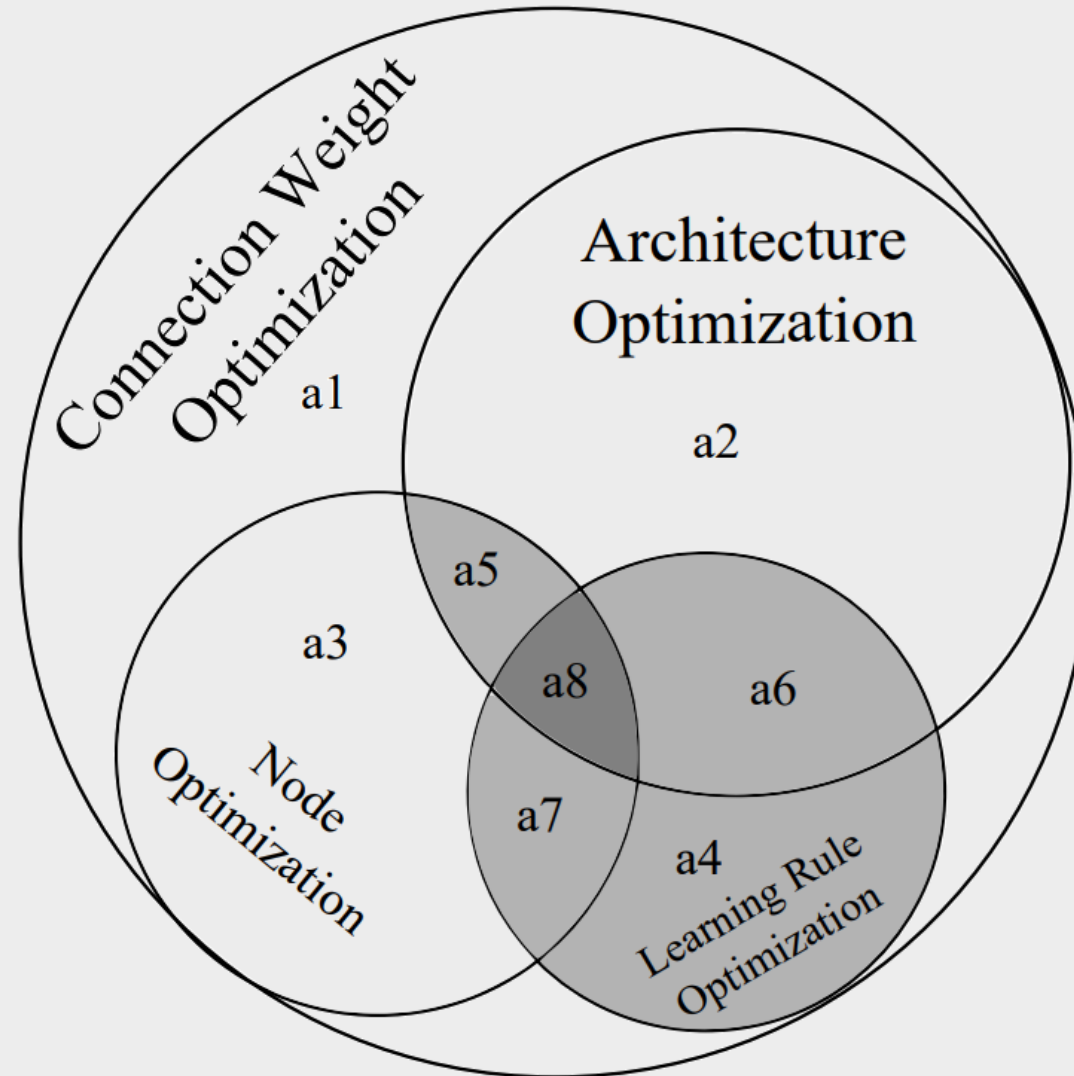 Connection Weight
Optimization
Architecture
Optimization
a1
a2
a5
a3
a8
a6
Node
Optimization
a7
a4
Learning Rule
Optimization